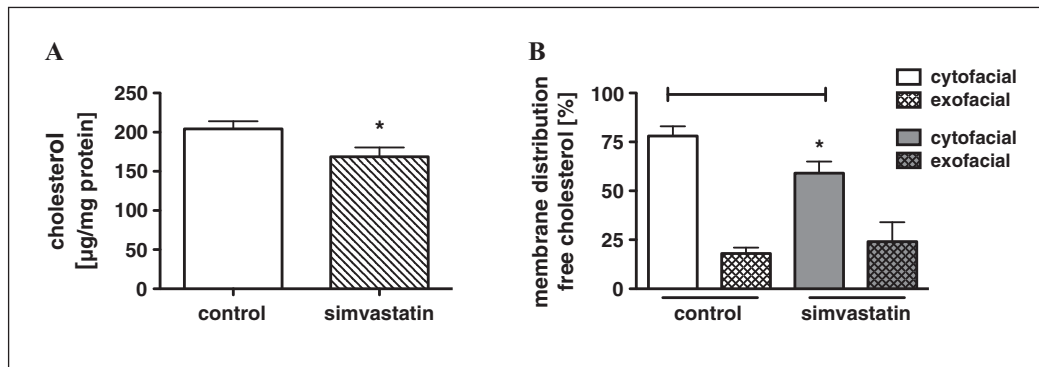 A
cholesterol
[µg/mg protein]
250
200
150
100
50
0
*
control
simvastatin
B
membrane distribution
free cholesterol [%]
100
75
50
25
0
*
control
simvastatin
cytofacial
exofacial
cytofacial
exofacial